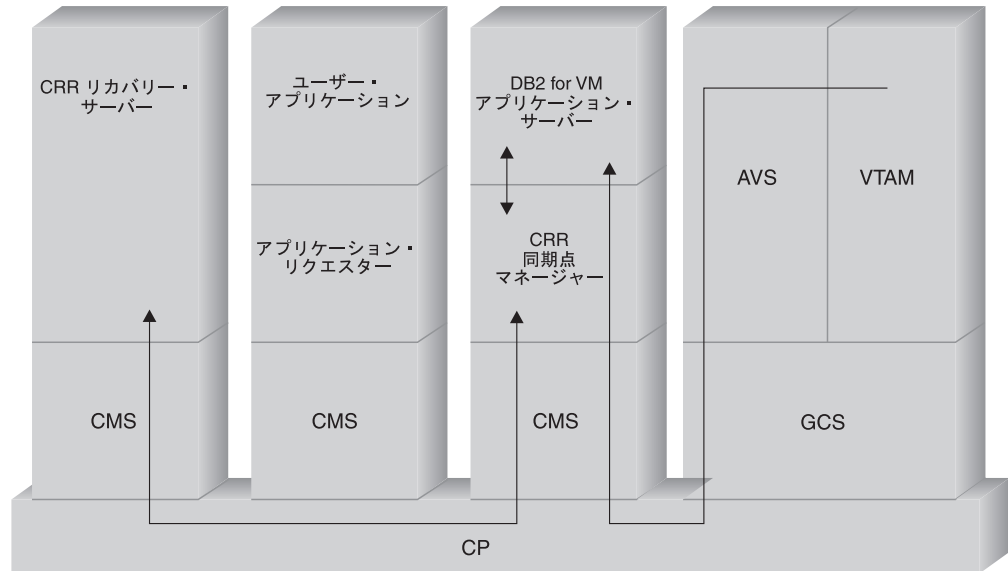 CRR リカバリー・
サーバー
ユーザー・
アプリケーション
DB2 for VM
アプリケーション・
サーバー
AVS
VTAM
アプリケーション・
リクエスター
CRR
同期点
マネージャー
CMS
CMS
CMS
GCS
CP